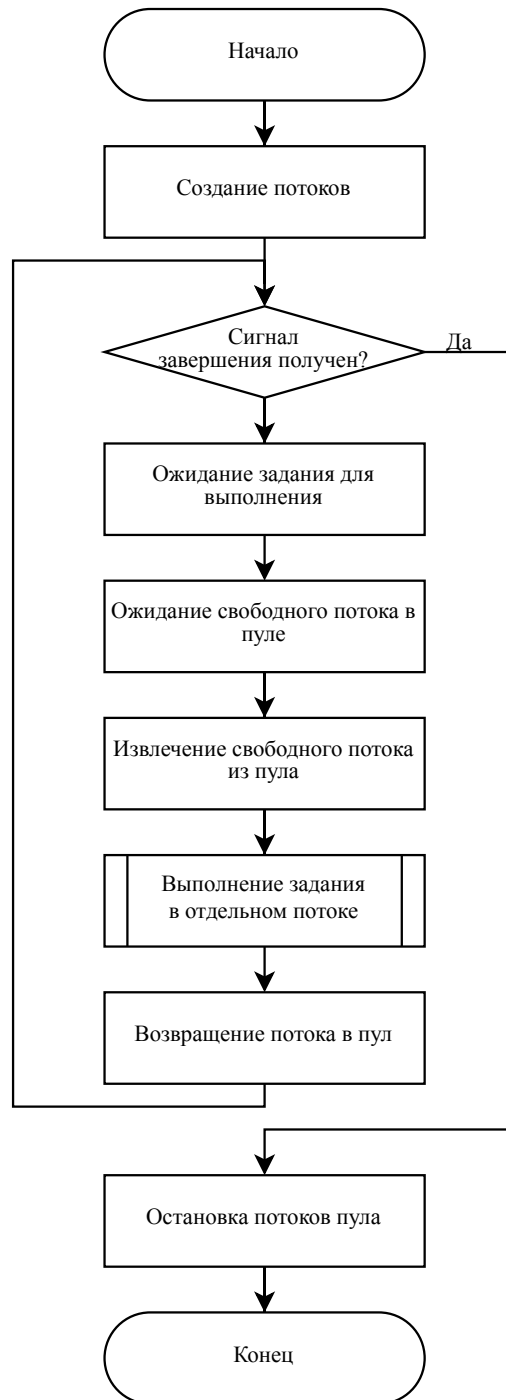 Начало
Создание потоков
Сигнал
завершения получен?
Да
Ожидание задания для
выполнения
Ожидание свободного потока в
пуле
Извлечение свободного потока
из пула
Выполнение задания
в отдельном потоке
Возвращение потока в пул
Остановка потоков пула
Конец